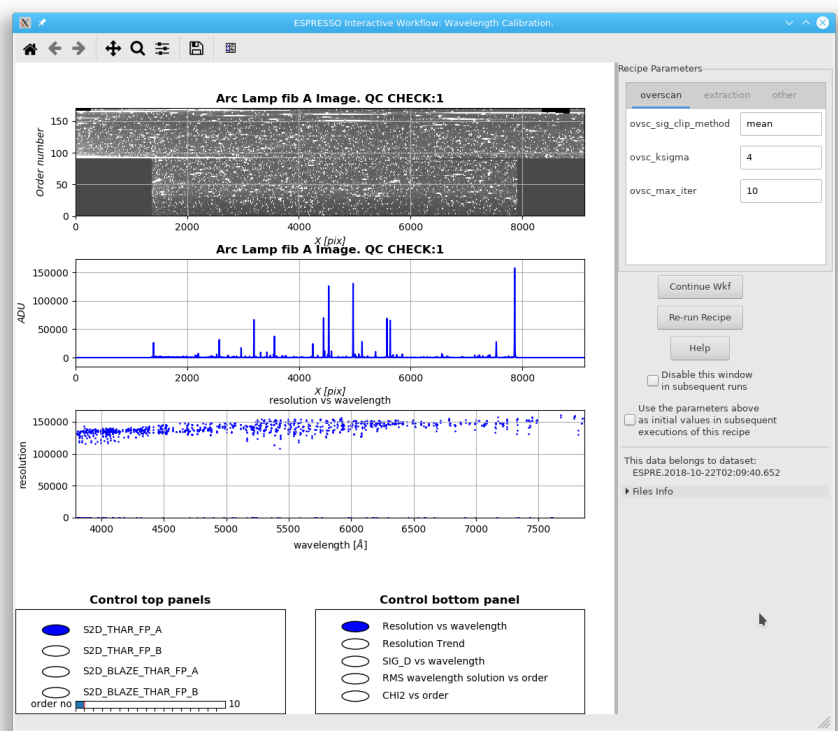 ESPRESSO Interactive Workflow: Wavelength Calibration.
Arc Lamp fib A Image. QC CHECK:1
Order number
150
100
50
0
0 2000 4000 6000 8000
X [pix]
Arc Lamp fib A Image. QC CHECK:1
ADU
150000
100000
50000
0
0 2000 4000 6000 8000
X [pix]
resolution vs wavelength
resolution
150000
100000
50000
0
4000 4500 5000 5500 6000 6500 7000 7500
wavelength [Å]
Control top panels
S2D_THAR_FP_A
S2D_THAR_FP_B
S2D_BLAZE_THAR_FP_A
S2D_BLAZE_THAR_FP_B
order no 10
Control bottom panel
Resolution vs wavelength
Resolution Trend
SIG_D vs wavelength
RMS wavelength solution vs order
CHI2 vs order
Recipe Parameters
overscan extraction other
ovsc_sig_clip_method mean
ovsc_ksigma 4
ovsc_max_iter 10
Continue Wkf
Re-run Recipe
Help
Disable this window
in subsequent runs
Use the parameters above
as initial values in subsequent
executions of this recipe
This data belongs to dataset:
ESPRE.2018-10-22T02:09:40.652
Files Info